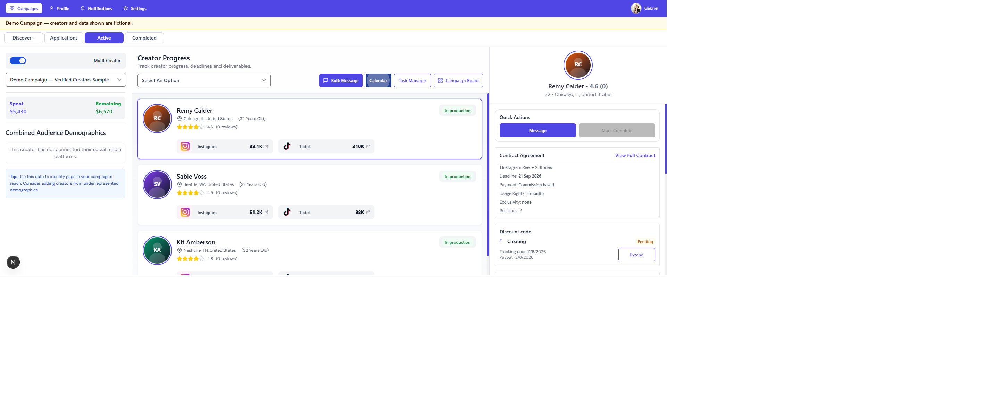 Campaigns
Profile
Notifications
Settings
Gabriel
Demo Campaign — creators and data shown are fictional.
Discover+
Applications
Active
Completed
Multi-Creator
Demo Campaign — Verified Creators Sample
Spent
Remaining
$5,430
$6,570
Combined Audience Demographics
This creator has not connected their social media
platforms.
Tip: Use this data to identify gaps in your campaign's
reach. Consider adding creators from underrepresented
demographics.
N
Creator Progress
Track creator progress, deadlines and deliverables.
Select An Option
Bulk Message
Calendar
Task Manager
Campaign Board
RC
Remy Calder
Chicago, IL, United States (32 Years Old)
4.6 (0 reviews)
In production
Instagram 88.1K
Tiktok 210K
SV
Sable Voss
Seattle, WA, United States (32 Years Old)
4.5 (0 reviews)
In production
Instagram 51.2K
Tiktok 88K
KA
Kit Amberson
Nashville, TN, United States (32 Years Old)
4.8 (0 reviews)
In production
RC
Remy Calder - 4.6 (0)
32 • Chicago, IL, United States
Quick Actions
Message
Mark Complete
Contract Agreement
View Full Contract
1 Instagram Reel + 2 Stories
Deadline: 21 Sep 2026
Payment: Commission based
Usage Rights: 3 months
Exclusivity: none
Revisions: 2
Discount code
Creating
Pending
Tracking ends 11/6/2026
Payout 12/6/2026
Extend